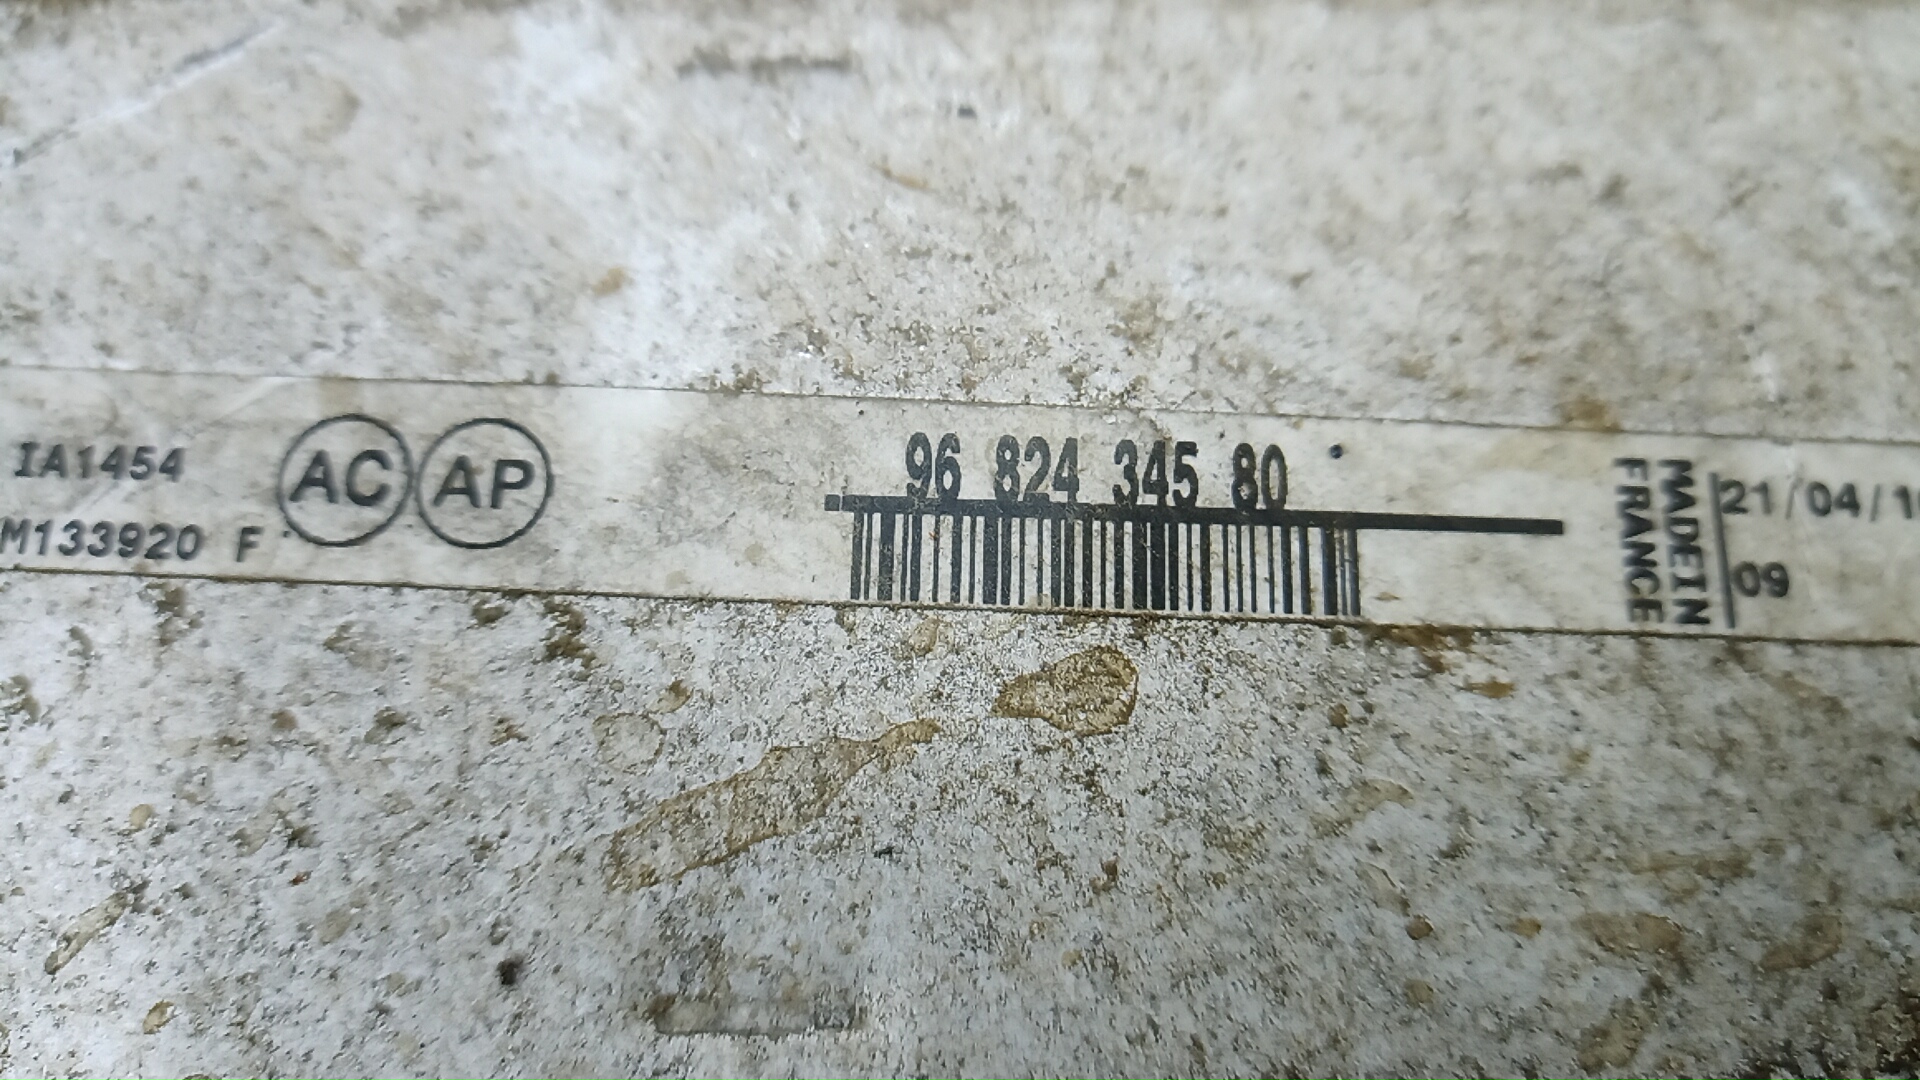 IA1454
M133920 F
AC AP
96 824 345 80
MADE IN
FRANCE
21/04/1
09